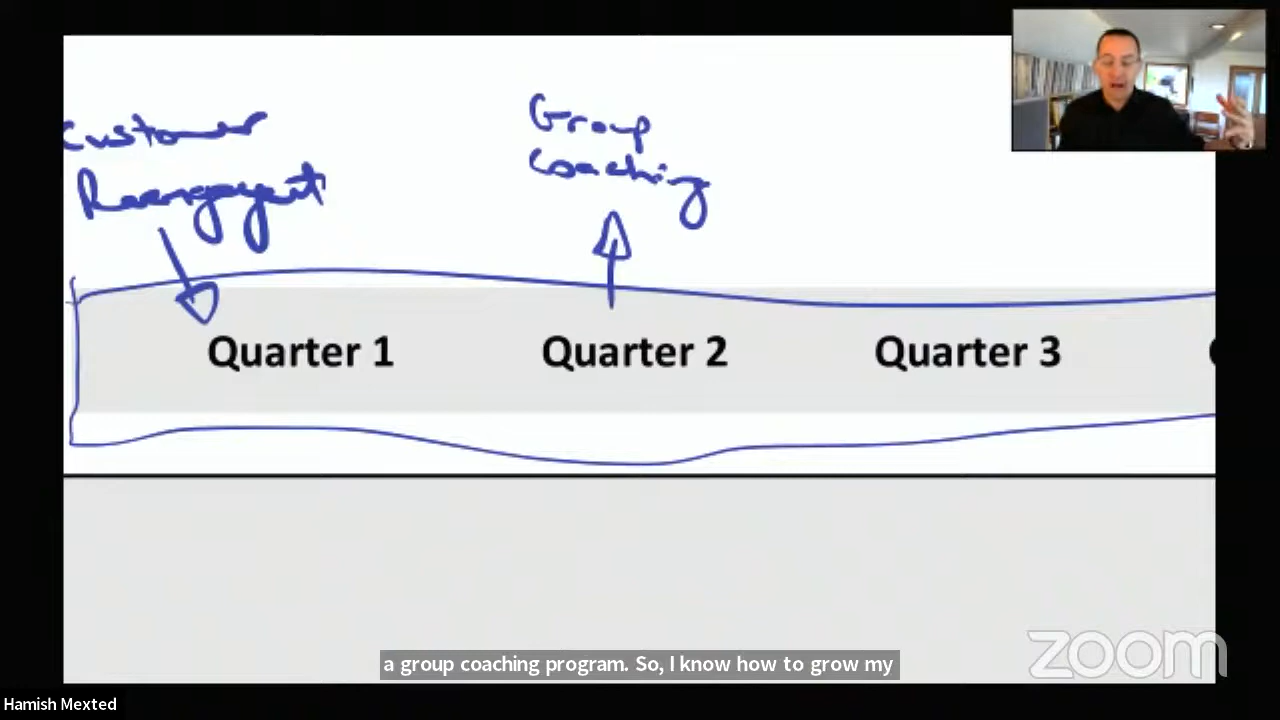 Customer
Group
Coaching
Quarter 1
Quarter 2
Quarter 3
a group coaching program. So, I know how to grow my
zoom
Hamish Mexted